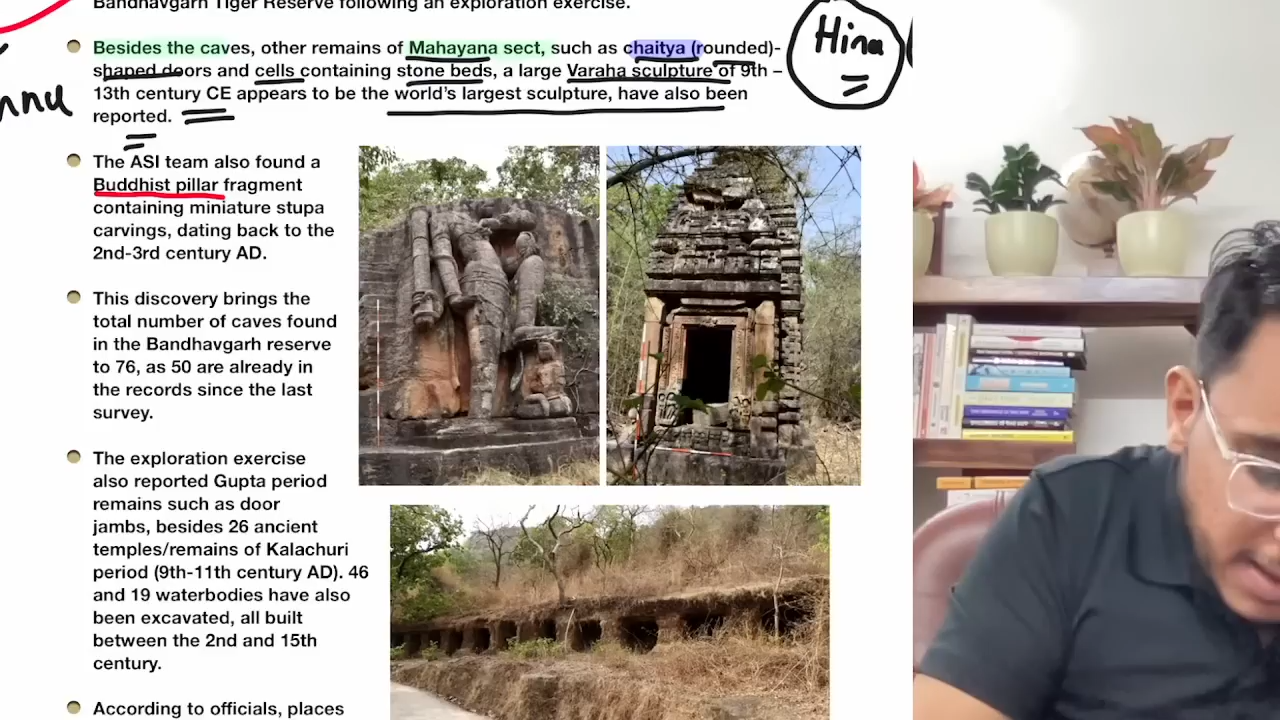 Bandhavgarh Tiger Reserve following an exploration exercise.
Besides the caves, other remains of Mahayana sect, such as chaitya (rounded)-
shaped doors and cells containing stone beds, a large Varaha sculpture of 9th –
13th century CE appears to be the world's largest sculpture, have also been
reported.
Hina
The ASI team also found a
Buddhist pillar fragment
containing miniature stupa
carvings, dating back to the
2nd-3rd century AD.
This discovery brings the
total number of caves found
in the Bandhavgarh reserve
to 76, as 50 are already in
the records since the last
survey.
The exploration exercise
also reported Gupta period
remains such as door
jambs, besides 26 ancient
temples/remains of Kalachuri
period (9th-11th century AD). 46
and 19 waterbodies have also
been excavated, all built
between the 2nd and 15th
century.
According to officials, places